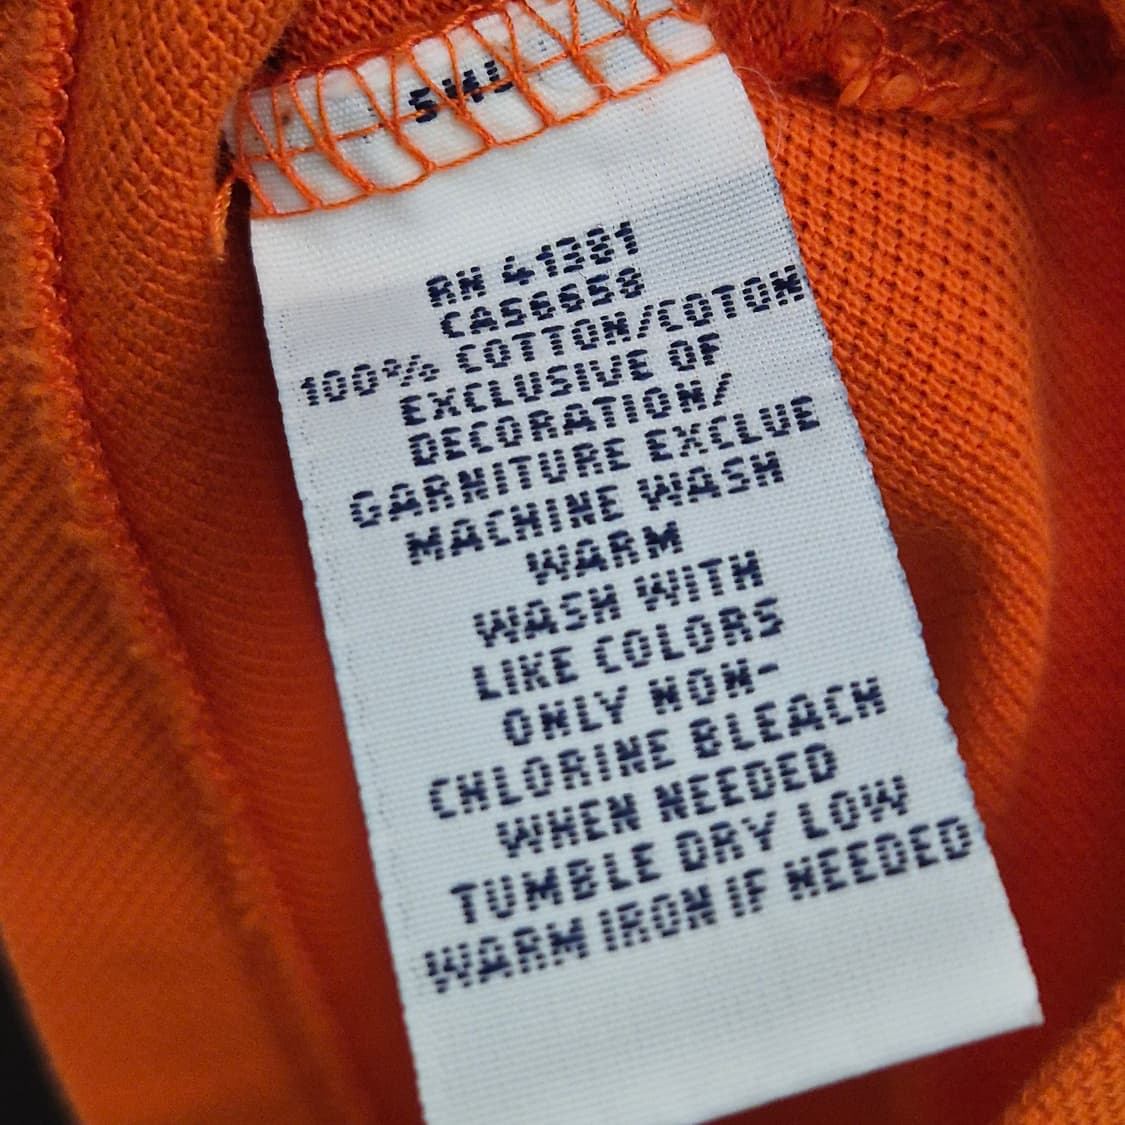 RN 41381
CA56658
100% COTTON/COTON
EXCLUSIVE OF
DECORATION/
GARNITURE EXCLUE
MACHINE WASH
WARM
WASH WITH
LIKE COLORS
ONLY NON-
CHLORINE BLEACH
WHEN NEEDED
TUMBLE DRY LOW
WARM IRON IF NEEDED